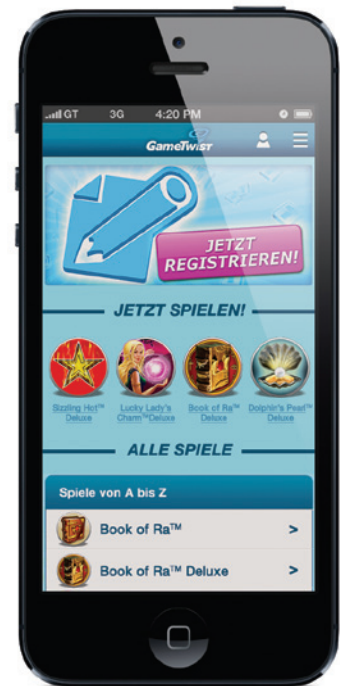 GT 3G 4:20 PM
GameTwist
JETZT
REGISTRIEREN!
JETZT SPIELEN!
Sizzling Hot™
Deluxe
Lucky Lady's
Charm™Deluxe
Book of Ra™
Deluxe
Dolphin's Pearl™
Deluxe
ALLE SPIELE
Spiele von A bis Z
Book of Ra™ >
Book of Ra™ Deluxe >